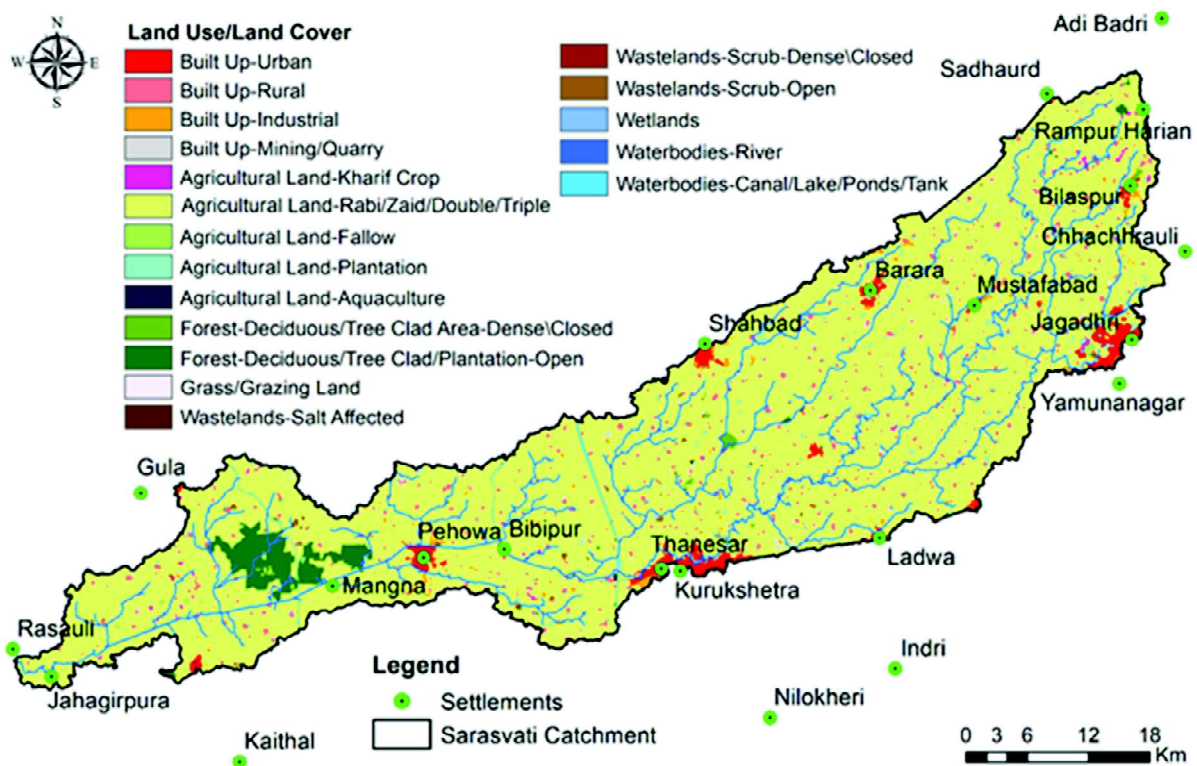 N
W
E
S
Land Use/Land Cover
Built Up-Urban
Built Up-Rural
Built Up-Industrial
Built Up-Mining/Quarry
Agricultural Land-Kharif Crop
Agricultural Land-Rabi/Zaid/Double/Triple
Agricultural Land-Fallow
Agricultural Land-Plantation
Agricultural Land-Aquaculture
Forest-Deciduous/Tree Clad Area-Dense\Closed
Forest-Deciduous/Tree Clad/Plantation-Open
Grass/Grazing Land
Wastelands-Salt Affected
Wastelands-Scrub-Dense\Closed
Wastelands-Scrub-Open
Wetlands
Waterbodies-River
Waterbodies-Canal/Lake/Ponds/Tank
Adi Badri
Sadhaurd
Rampur Harian
Bilaspur
Chhachhrauli
Barara
Mustafabad
Shahbad
Jagadhri
Yamunanagar
Gula
Pehowa
Bibipur
Thanesar
Ladwa
Mangna
Kurukshetra
Rasauli
Jahagirpura
Indri
Nilokheri
Kaithal
Legend
Settlements
Sarasvati Catchment
0 3 6 12 18
Km